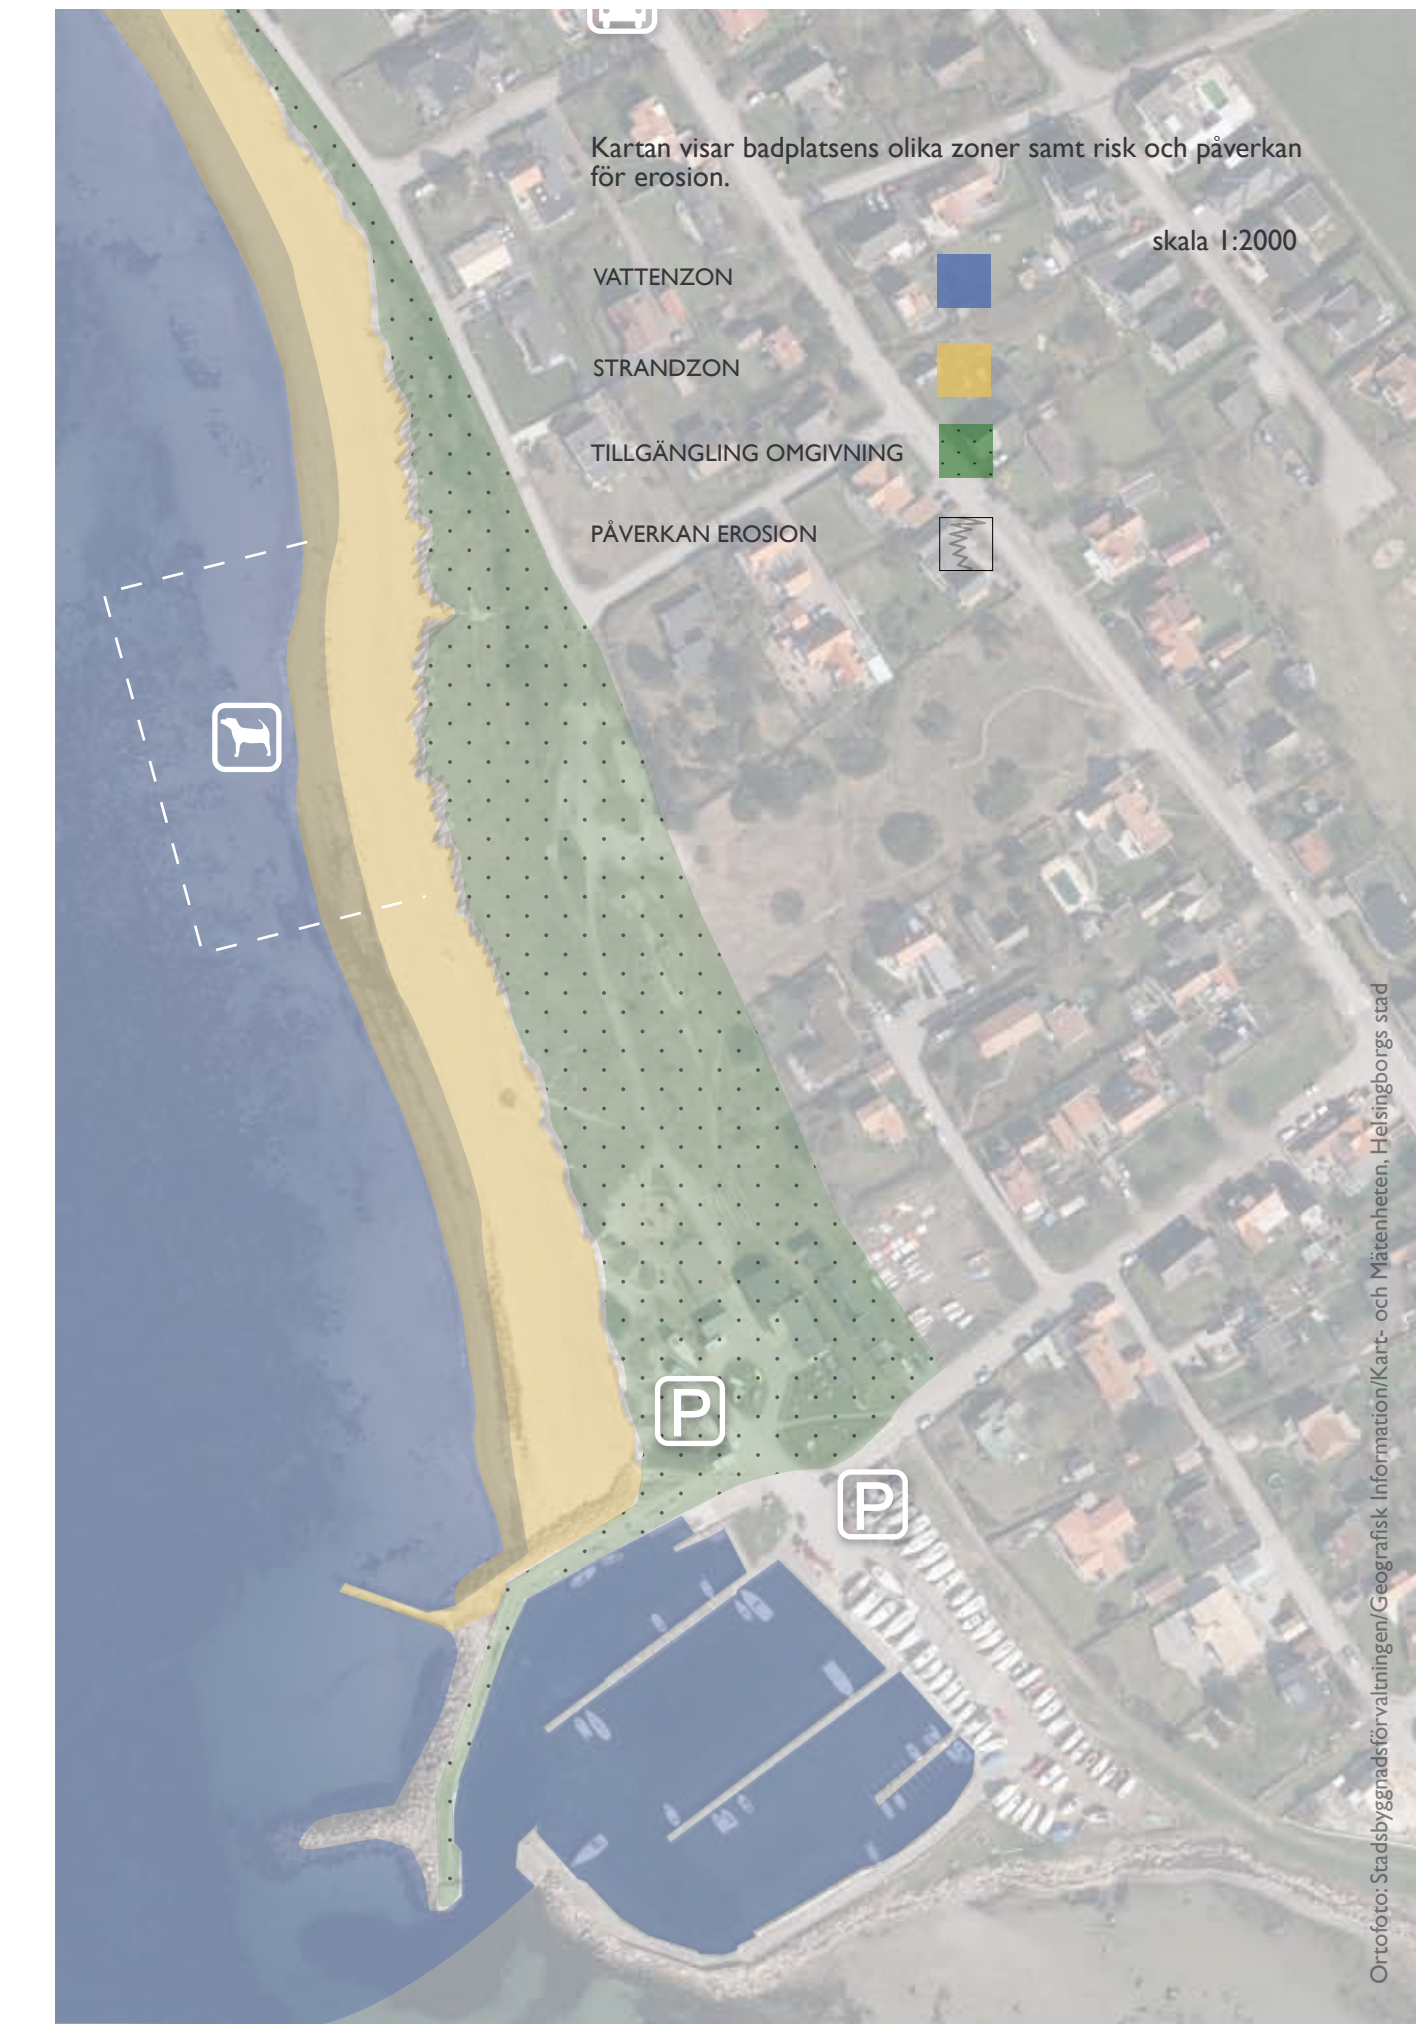 Kartan visar badplatsens olika zoner samt risk och påverkan
för erosion.
skala 1:2000
VATTENZON
STRANDZON
TILLGÄNGLING OMGIVNING
PÅVERKAN EROSION
P
P
Ortofoto: Stadsbyggnadsförvaltningen/Geografisk Information/Kart- och Mätenheten, Helsingborgs stad